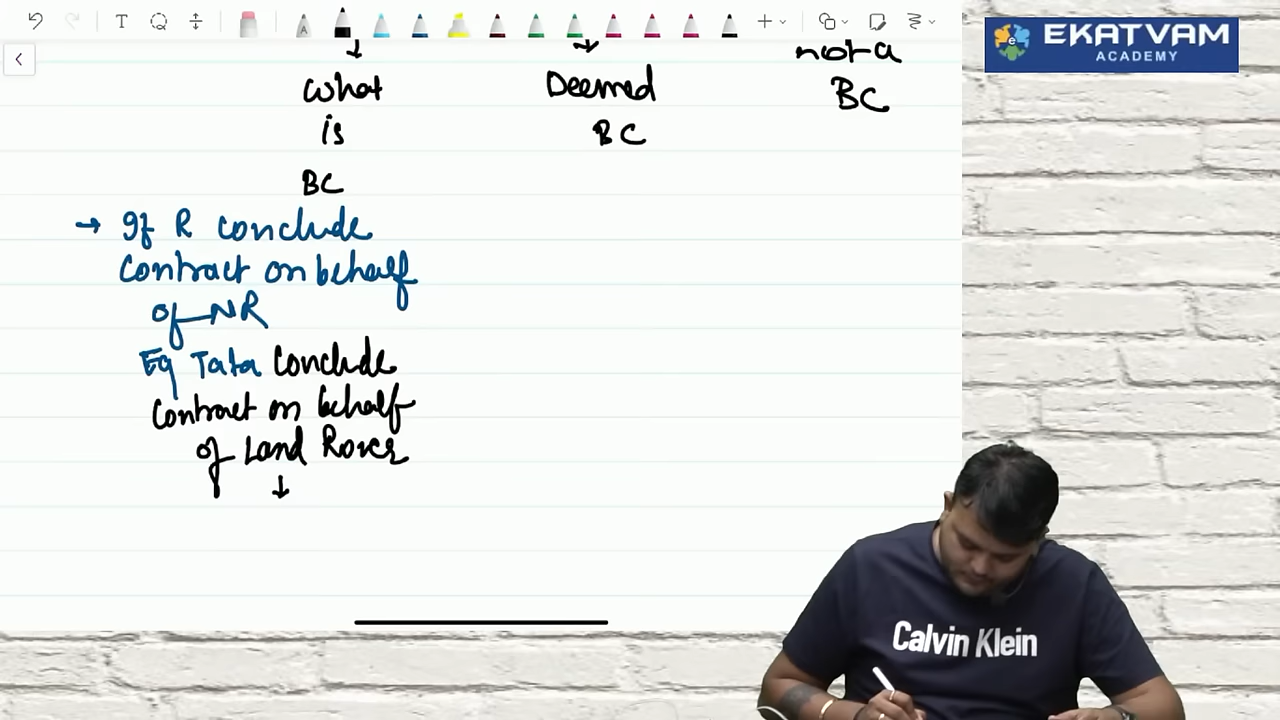 T
EKATVAM
ACADEMY
What
is
BC
Deemed
BC
not a
BC
→ If R conclude
Contract on behalf
of NR
Eg Tata Conclude
Contract on behalf
of Land Rover
Calvin Klein